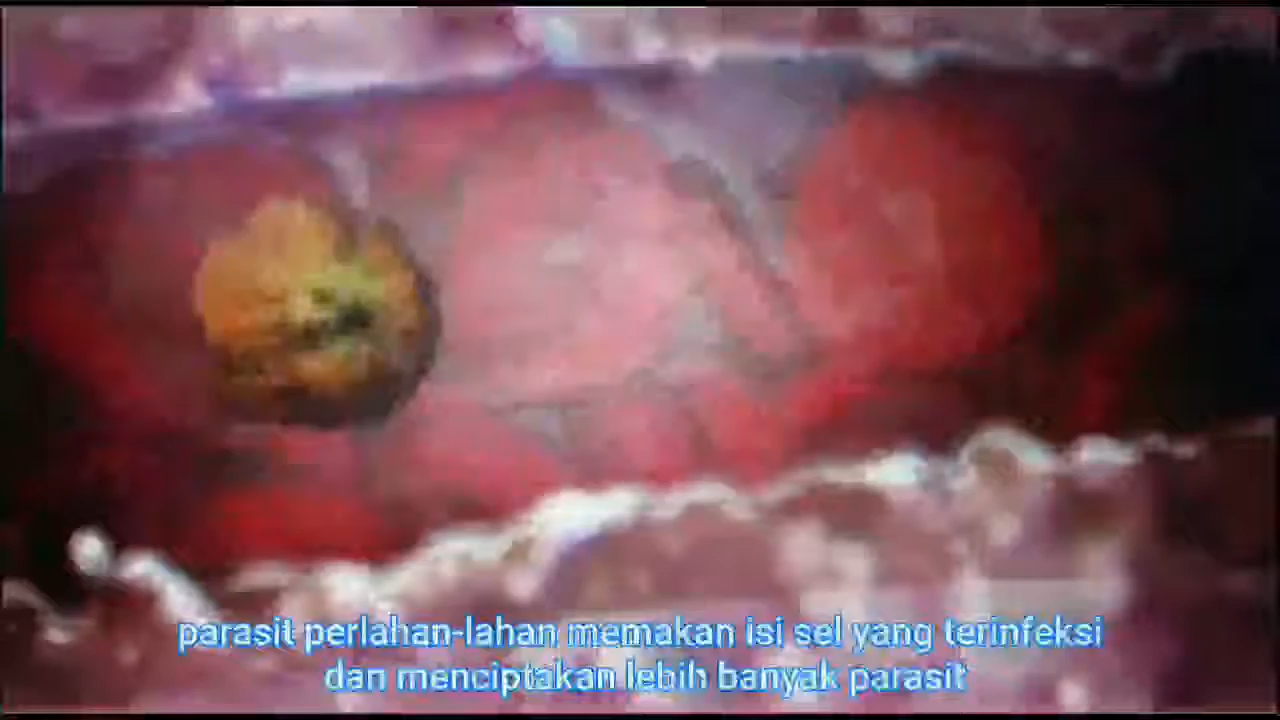 parasit perlahan-lahan memakan isi sel yang terinfeksi
dan menciptakan lebih banyak parasit